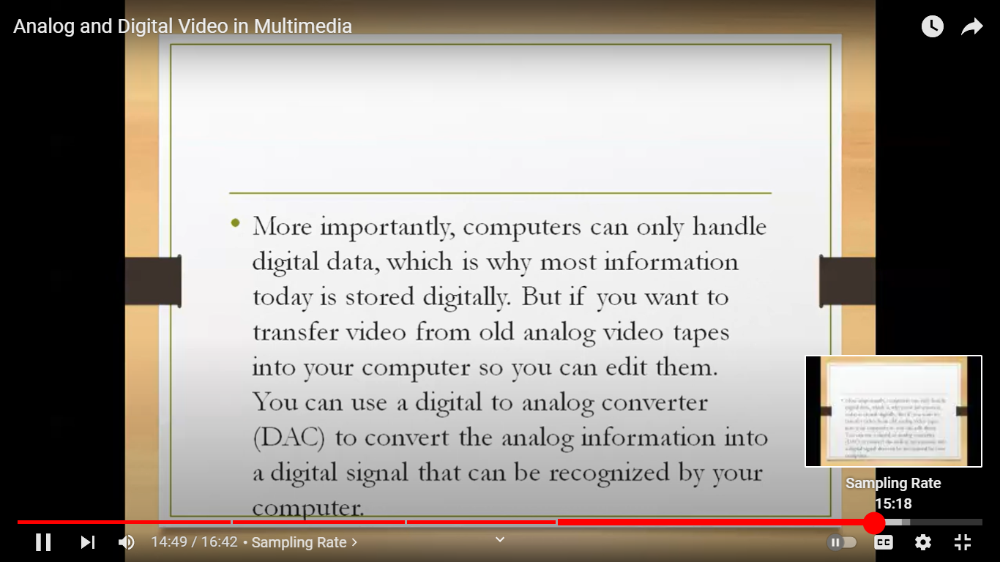 Analog and Digital Video in Multimedia
• More importantly, computers can only handle
digital data, which is why most information
today is stored digitally. But if you want to
transfer video from old analog video tapes
into your computer so you can edit them.
You can use a digital to analog converter
(DAC) to convert the analog information into
a digital signal that can be recognized by your
computer.
Sampling Rate
15:18
14:49 / 16:42 • Sampling Rate >
CC